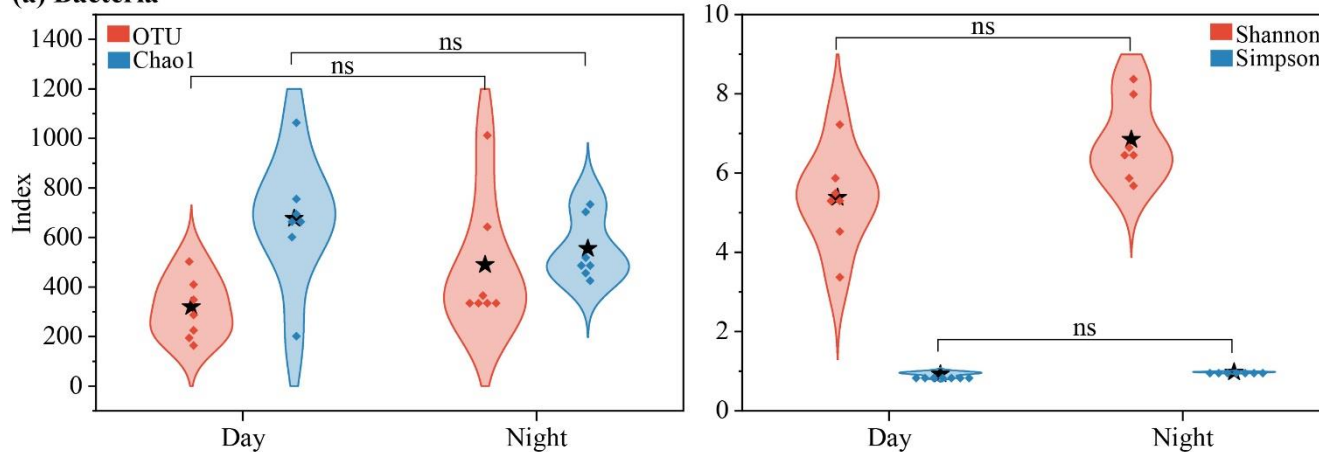 (a) Bacteria
1400
1200
1000
800
600
400
200
0
Index
OTU
Chao1
ns
ns
Day
Night
10
8
6
4
2
0
Shannon
Simpson
ns
ns
Day
Night